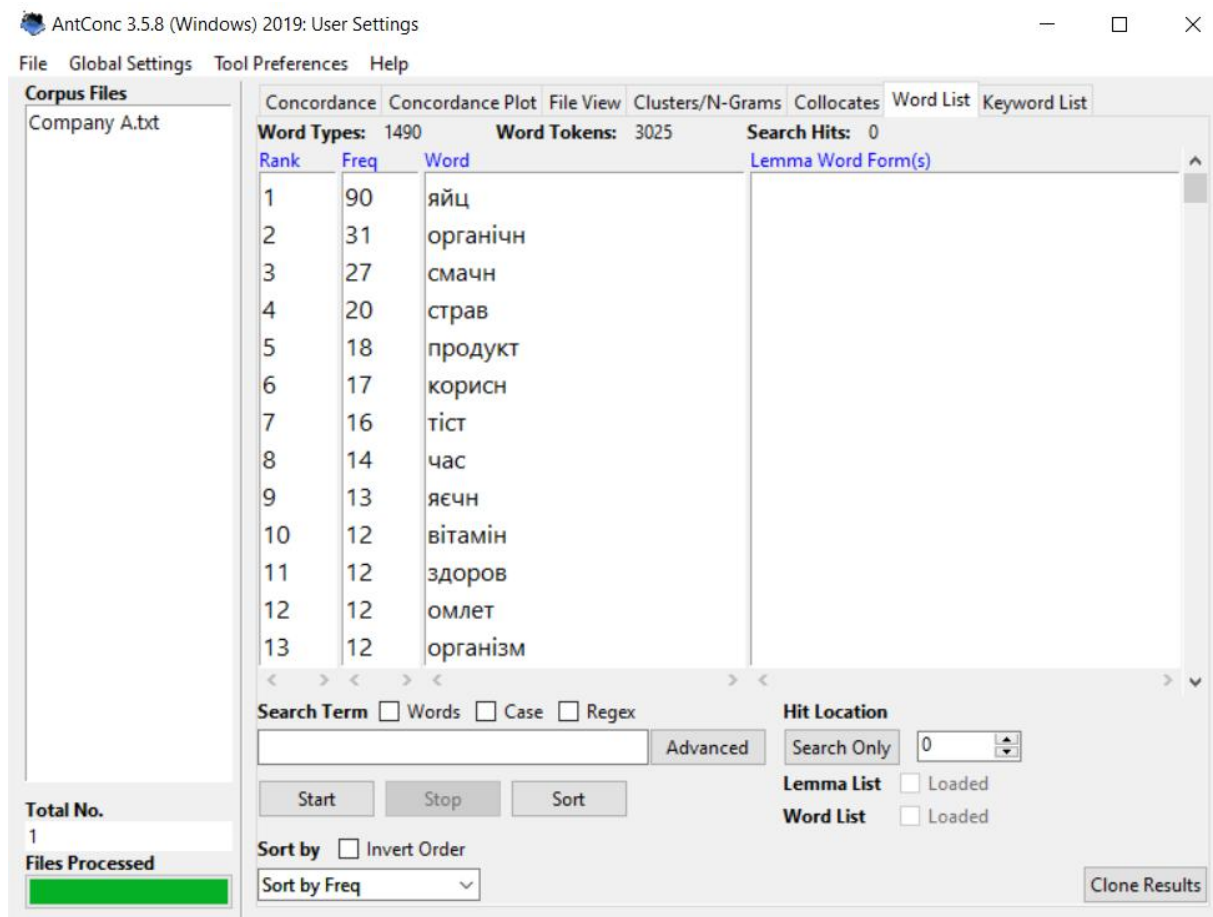 AntConc 3.5.8 (Windows) 2019: User Settings
File Global Settings Tool Preferences Help
Corpus Files
Company A.txt
Concordance Concordance Plot File View Clusters/N-Grams Collocates Word List Keyword List
Word Types: 1490 Word Tokens: 3025 Search Hits: 0
Rank Freq Word Lemma Word Form(s)
1 90 яйц
2 31 органічн
3 27 смачн
4 20 страв
5 18 продукт
6 17 корисн
7 16 тіст
8 14 час
9 13 яєчн
10 12 вітамін
11 12 здоров
12 12 омлет
13 12 організм
Search Term Words Case Regex Hit Location
Advanced Search Only 0
Start Stop Sort Lemma List Loaded
Word List Loaded
Total No.
1
Files Processed
Sort by Invert Order
Sort by Freq Clone Results